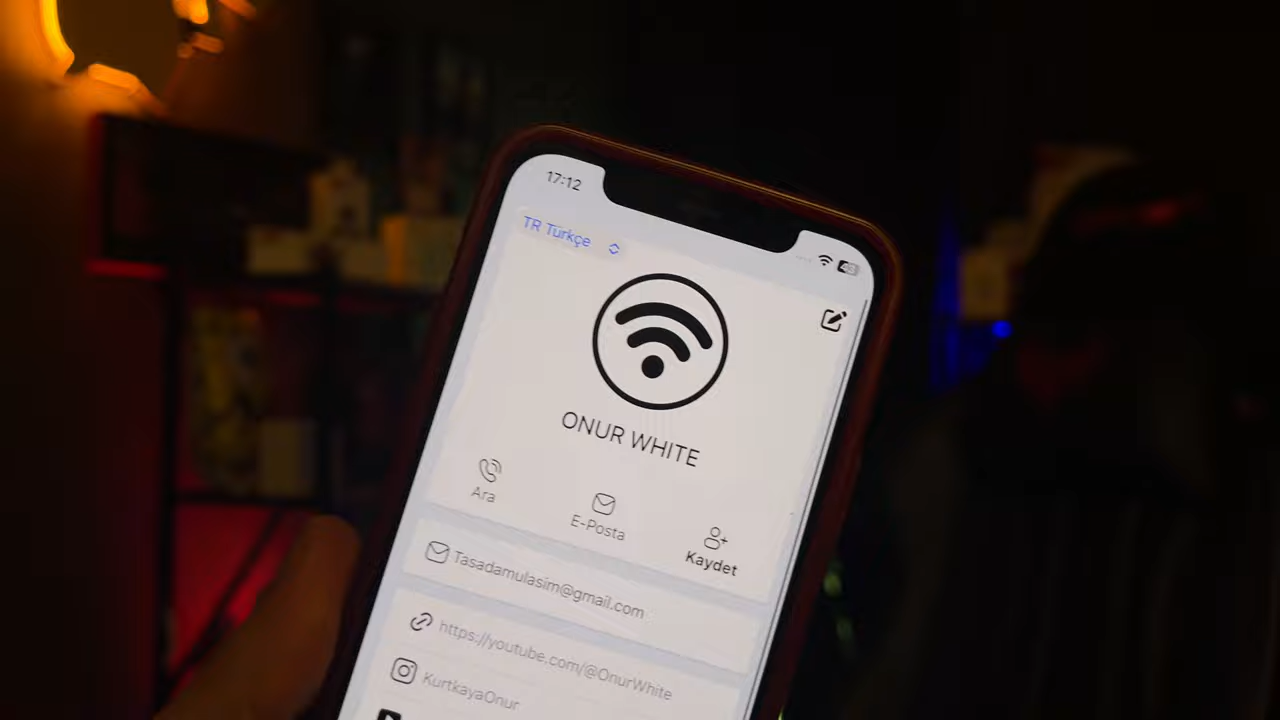 17:12
TR Türkçe
ONUR WHITE
Ara
E-Posta
Kaydet
Tasadamulasim@gmail.com
https://youtube.com/@OnurWhite
KurtkayaOnur